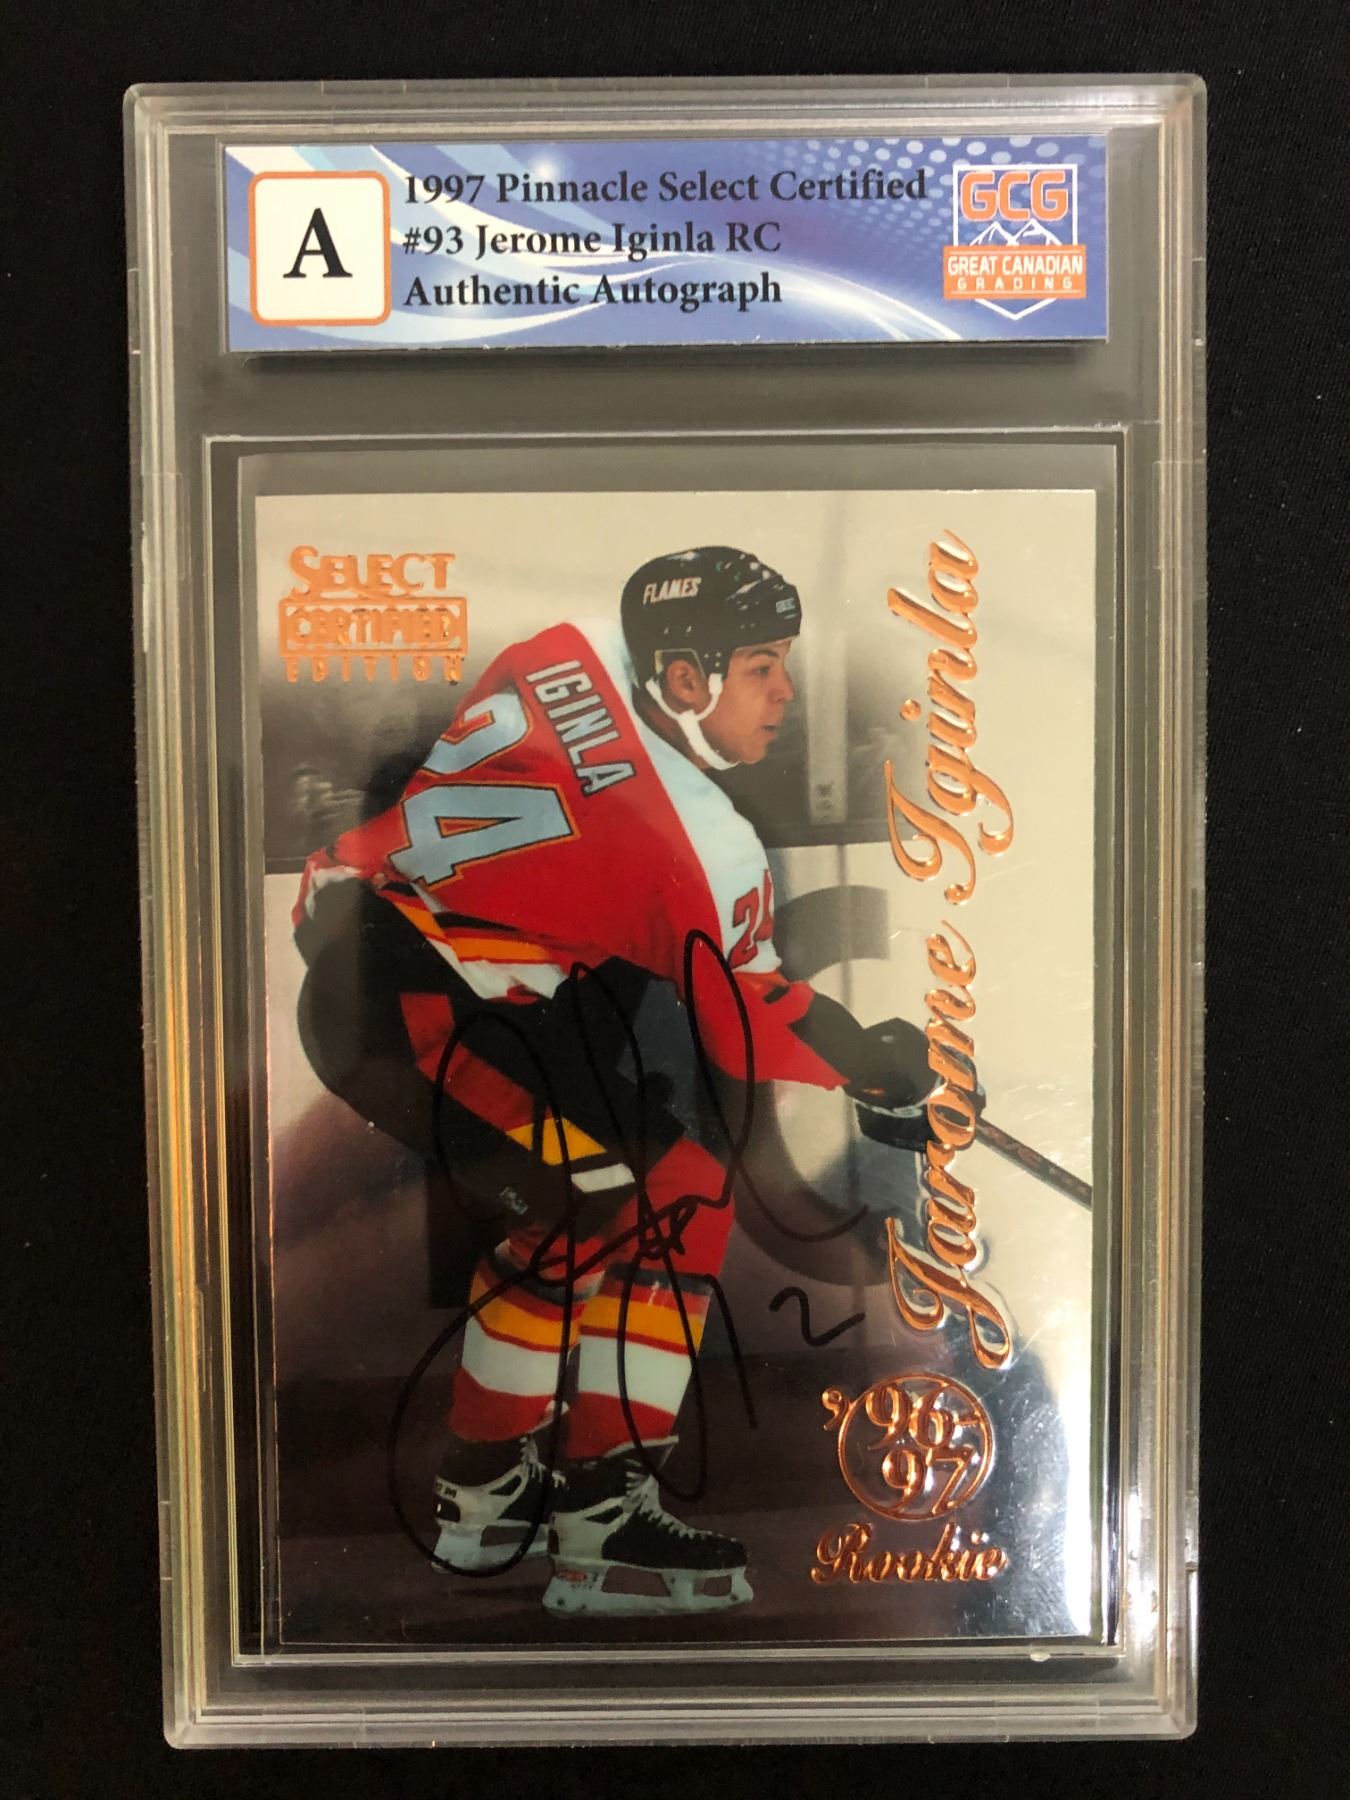 A
1997 Pinnacle Select Certified
#93 Jerome Iginla RC
Authentic Autograph
GCG
GREAT CANADIAN
GRADING
SELECT
CERTIFIED
EDITION
FLAMES
IGINLA
24
24
Jarome Iginla
12
'96-
97
Rookie